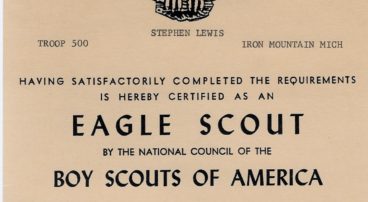 STEPHEN LEWIS
TROOP 500 IRON MOUNTAIN MICH
HAVING SATISFACTORILY COMPLETED THE REQUIREMENTS
IS HEREBY CERTIFIED AS AN
EAGLE SCOUT
BY THE NATIONAL COUNCIL OF THE
BOY SCOUTS OF AMERICA